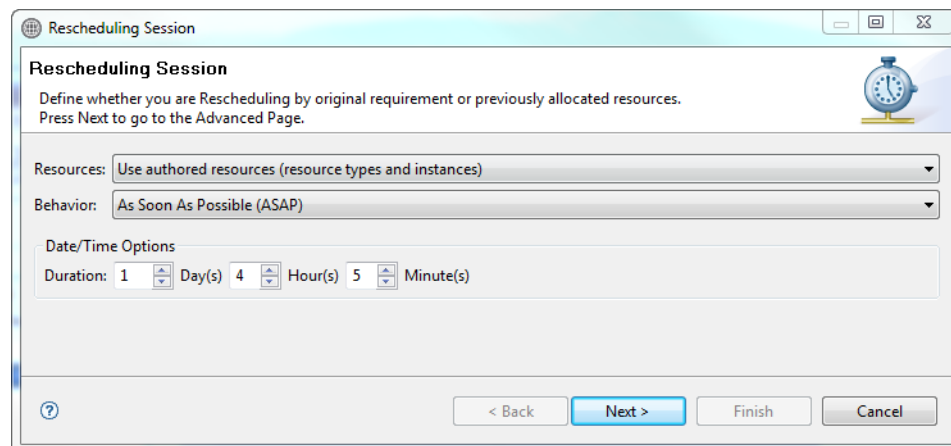 Rescheduling Session
Rescheduling Session
Define whether you are Rescheduling by original requirement or previously allocated resources.
Press Next to go to the Advanced Page.
Resources: Use authored resources (resource types and instances)
Behavior: As Soon As Possible (ASAP)
Date/Time Options
Duration: 1 Day(s) 4 Hour(s) 5 Minute(s)
? < Back Next > Finish Cancel